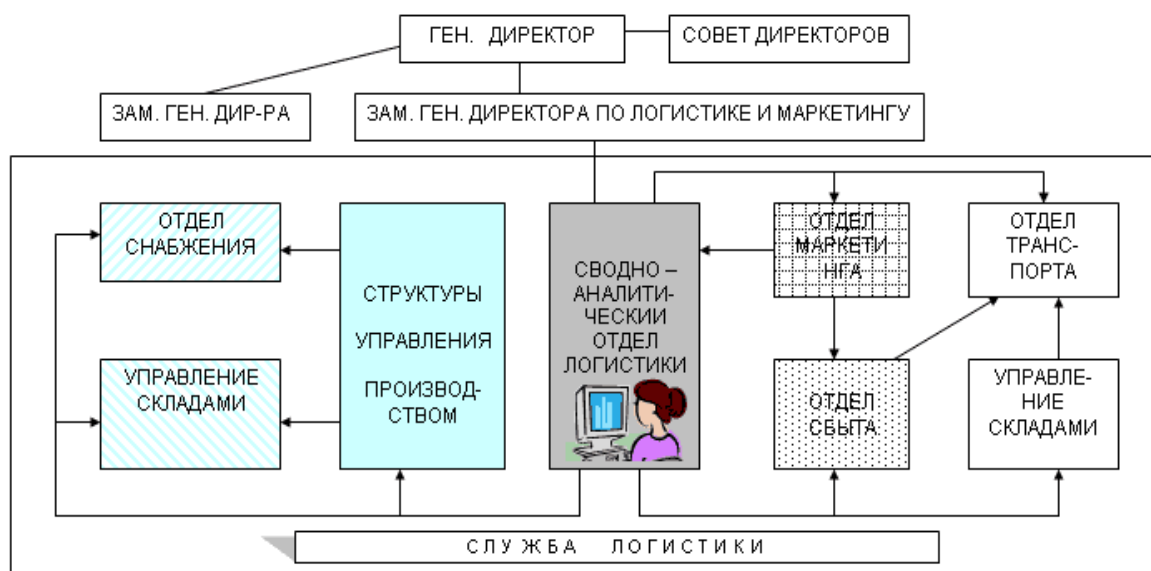 ГЕН. ДИРЕКТОР
СОВЕТ ДИРЕКТОРОВ
ЗАМ. ГЕН. ДИР-РА
ЗАМ. ГЕН. ДИРЕКТОРА ПО ЛОГИСТИКЕ И МАРКЕТИНГУ
ОТДЕЛ
СНАБЖЕНИЯ
УПРАВЛЕНИЕ
СКЛАДАМИ
СТРУКТУРЫ
УПРАВЛЕНИЯ
ПРОИЗВОД-
СТВОМ
СВОДНО –
АНАЛИТИ-
ЧЕСКИЙ
ОТДЕЛ
ЛОГИСТИКИ
ОТДЕЛ
МАРКЕТИ
НГА
ОТДЕЛ
СБЫТА
ОТДЕЛ
ТРАНС-
ПОРТА
УПРАВЛЕ-
НИЕ
СКЛАДАМИ
С Л У Ж Б А Л О Г И С Т И К И